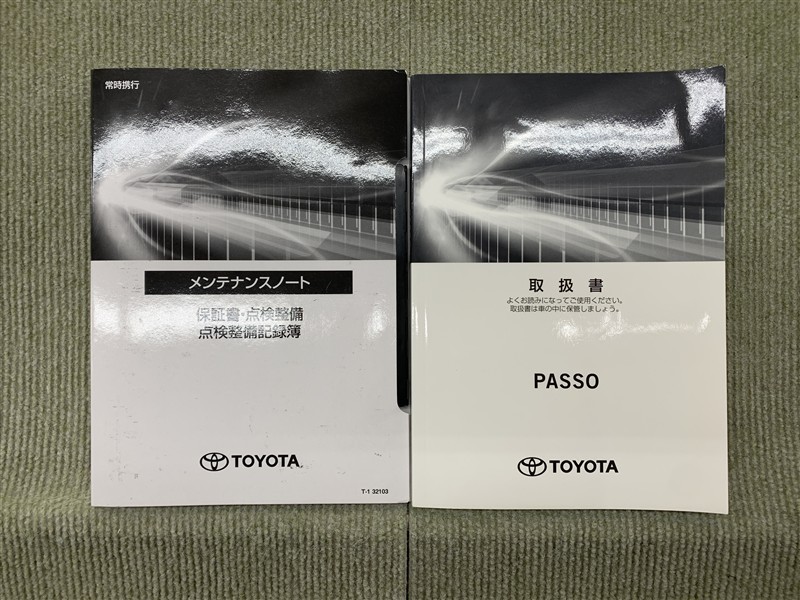 常時携行
メンテナンスノート
保証書・点検整備
点検整備記録簿
TOYOTA
T-1 32103
取扱書
よくお読みになってご使用ください。
取扱書は車の中に保管しましょう。
PASSO
TOYOTA